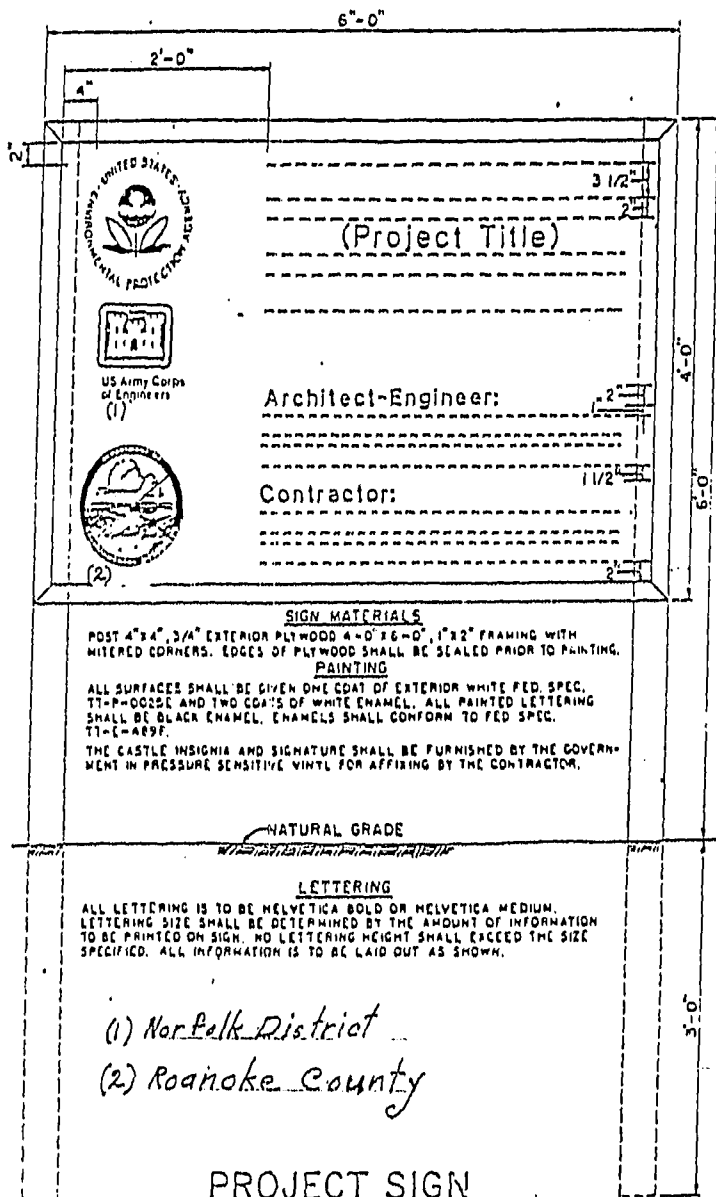 6'-0"
2'-0"
4"
2"
UNITED STATES
ENVIRONMENTAL PROTECTION AGENCY
3 1/2"
2"
(Project Title)
US Army Corps
of Engineers
(1)
4'-0"
6'-0"
Architect-Engineer:
2"
1"
1 1/2"
Contractor:
2"
(2)
SIGN MATERIALS
POST 4"X4", 3/4" EXTERIOR PLYWOOD 4'-0" X 6'-0", 1"X2" FRAMING WITH
MITERED CORNERS. EDGES OF PLYWOOD SHALL BE SEALED PRIOR TO PAINTING.
PAINTING
ALL SURFACES SHALL BE GIVEN ONE COAT OF EXTERIOR WHITE FED. SPEC.
TT-P-0025E AND TWO COATS OF WHITE ENAMEL. ALL PAINTED LETTERING
SHALL BE BLACK ENAMEL. ENAMELS SHALL CONFORM TO FED SPEC.
THE CASTLE INSIGNIA AND SIGNATURE SHALL BE FURNISHED BY THE GOVERN-
MENT IN PRESSURE SENSITIVE VINYL FOR AFFIXING BY THE CONTRACTOR.
NATURAL GRADE
LETTERING
ALL LETTERING IS TO BE HELVETICA BOLD OR HELVETICA MEDIUM.
LETTERING SIZE SHALL BE DETERMINED BY THE AMOUNT OF INFORMATION
TO BE PRINTED ON SIGN. NO LETTERING HEIGHT SHALL EXCEED THE SIZE
SPECIFIED. ALL INFORMATION IS TO BE LAID OUT AS SHOWN.
(1) Norfolk District
(2) Roanoke County
3'-0"
PROJECT SIGN